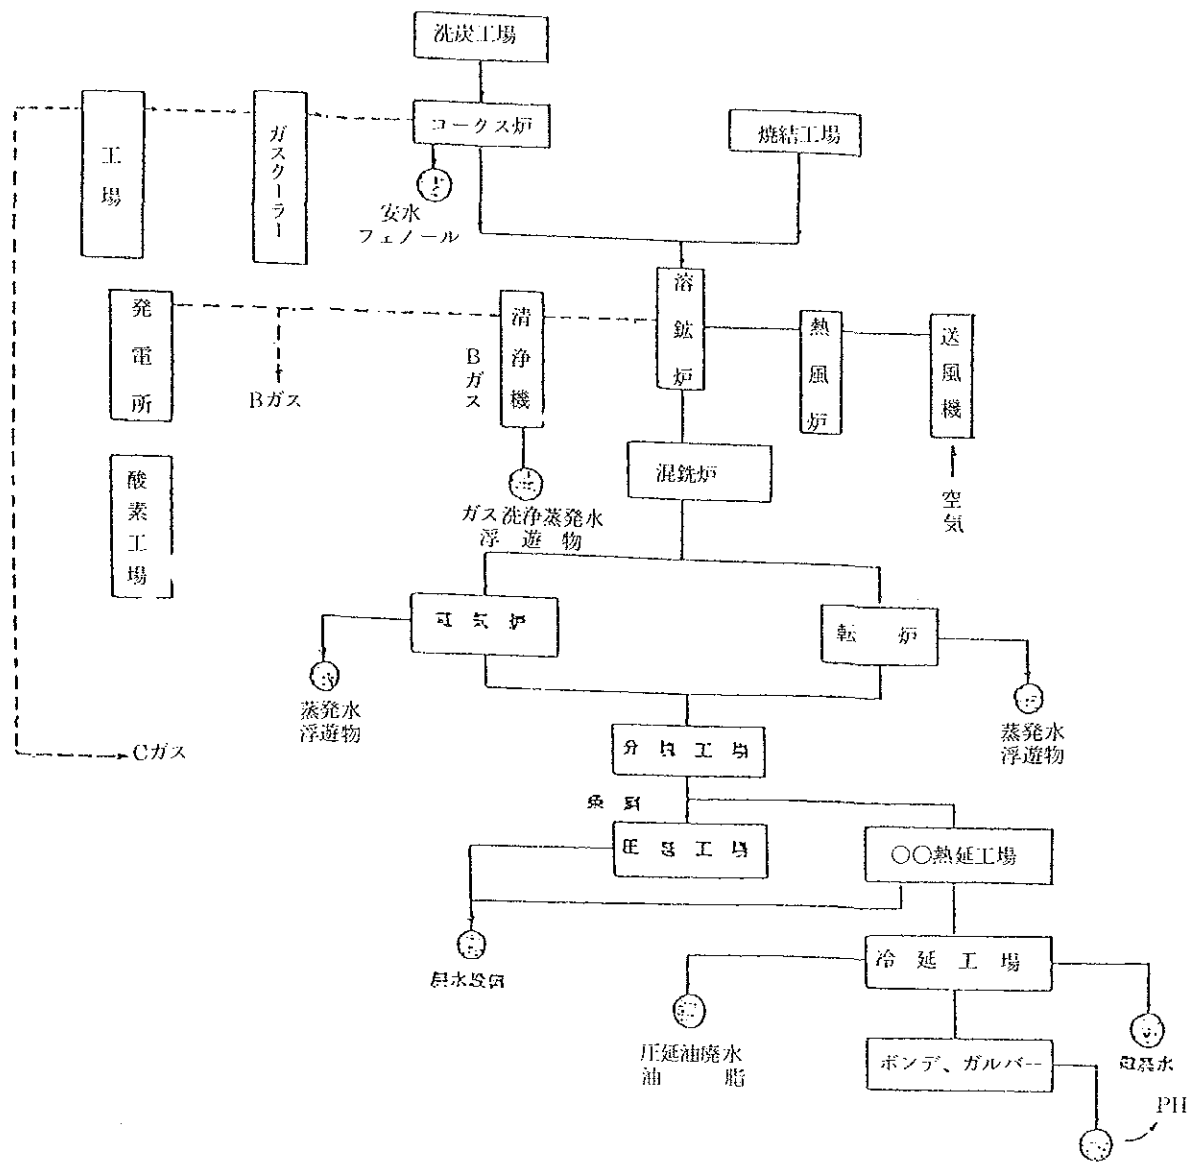 洗炭工場
コークス炉
焼結工場
工場
ガスクーラー
安水
フェノール
溶鉱炉
発電所
Bガス
清浄機
Bガス
熱風炉
送風機
空気
混銑炉
酸素工場
ガス洗浄蒸発水
浮遊物
転炉
蒸発水
浮遊物
蒸発水
浮遊物
Cガス
〇〇熱延工場
冷延工場
圧延油廃水
油脂
ボンデ、ガルバー
PH